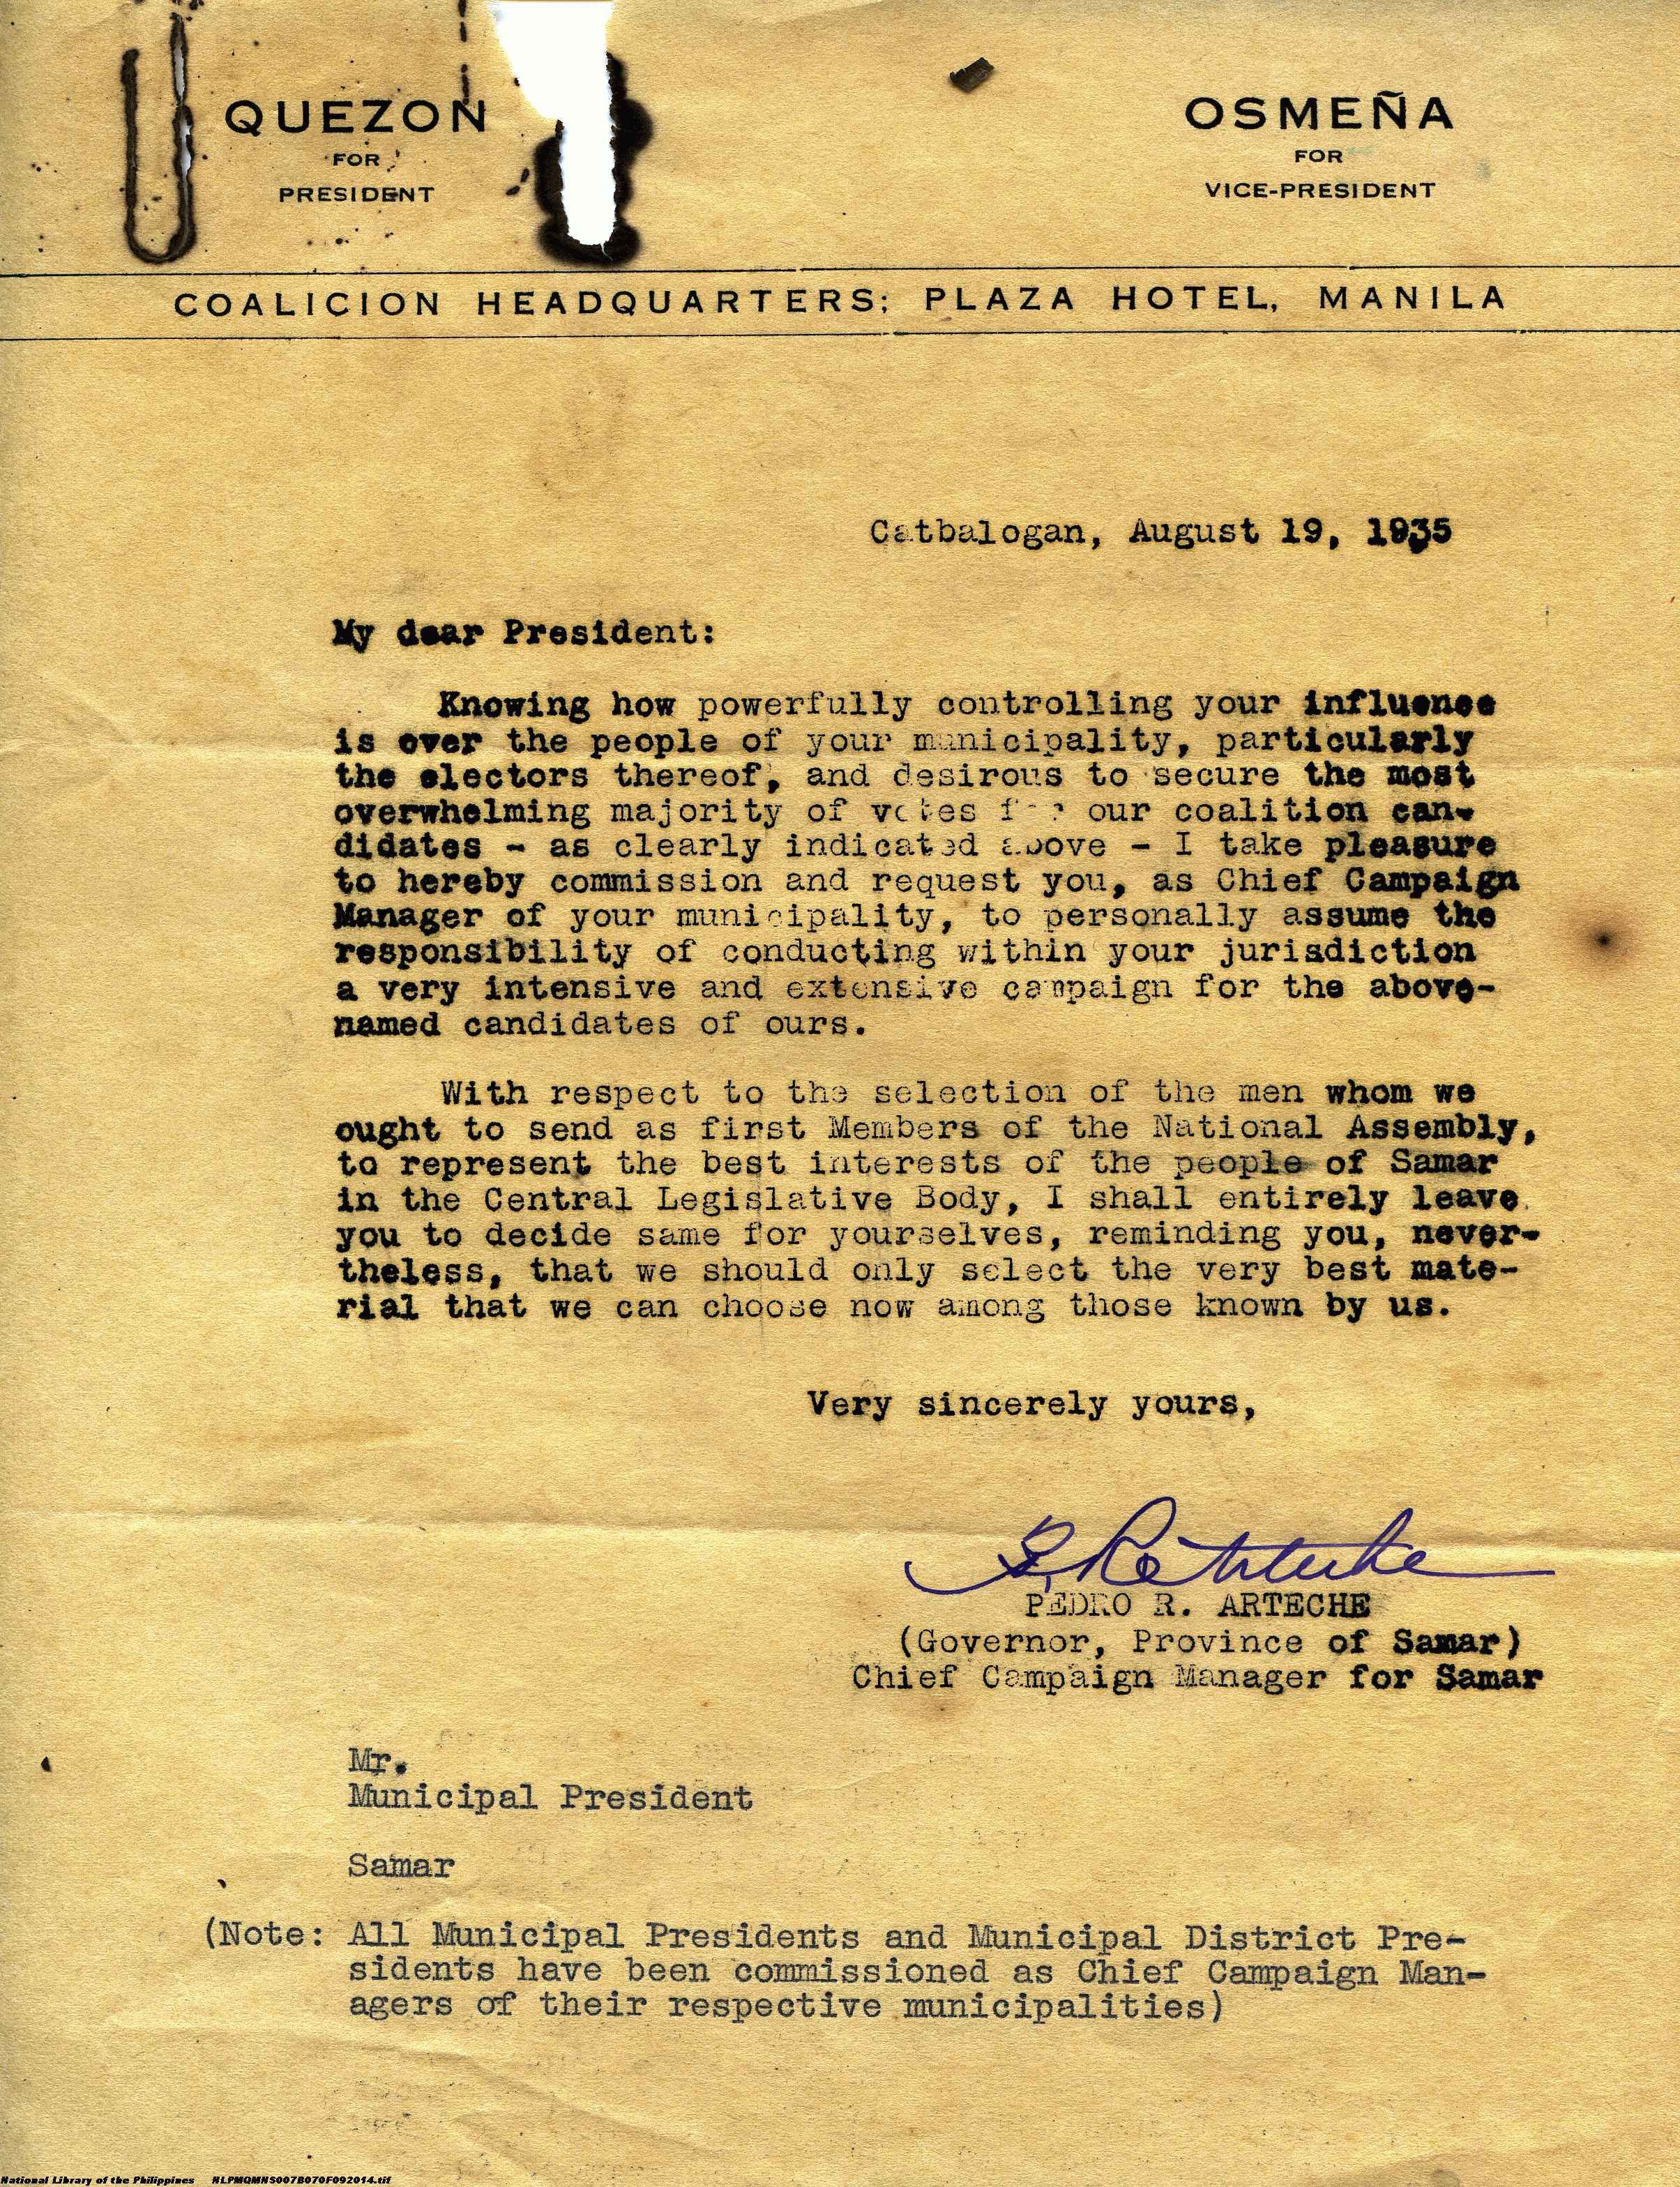 QUEZON
FOR
PRESIDENT
OSMEÑA
FOR
VICE-PRESIDENT
COALICION HEADQUARTERS; PLAZA HOTEL, MANILA
Catbalogan, August 19, 1935
My dear President:
Knowing how powerfully controlling your influence
is over the people of your municipality, particularly
the electors thereof, and desirous to secure the most
overwhelming majority of votes for our coalition can-
didates - as clearly indicated above - I take pleasure
to hereby commission and request you, as Chief Campaign
Manager of your municipality, to personally assume the
responsibility of conducting within your jurisdiction
a very intensive and extensive campaign for the above-
named candidates of ours.
With respect to the selection of the men whom we
ought to send as first Members of the National Assembly,
to represent the best interests of the people of Samar
in the Central Legislative Body, I shall entirely leave
you to decide same for yourselves, reminding you, never-
theless, that we should only select the very best mate-
rial that we can choose now among those known by us.
Very sincerely yours,
P. R. Arteche
PEDRO R. ARTECHE
(Governor, Province of Samar)
Chief Campaign Manager for Samar
Mr.
Municipal President
Samar
(Note: All Municipal Presidents and Municipal District Pre-
sidents have been commissioned as Chief Campaign Man-
agers of their respective municipalities)
National Library of the Philippines NLPMQMNS007B070F092014.tif